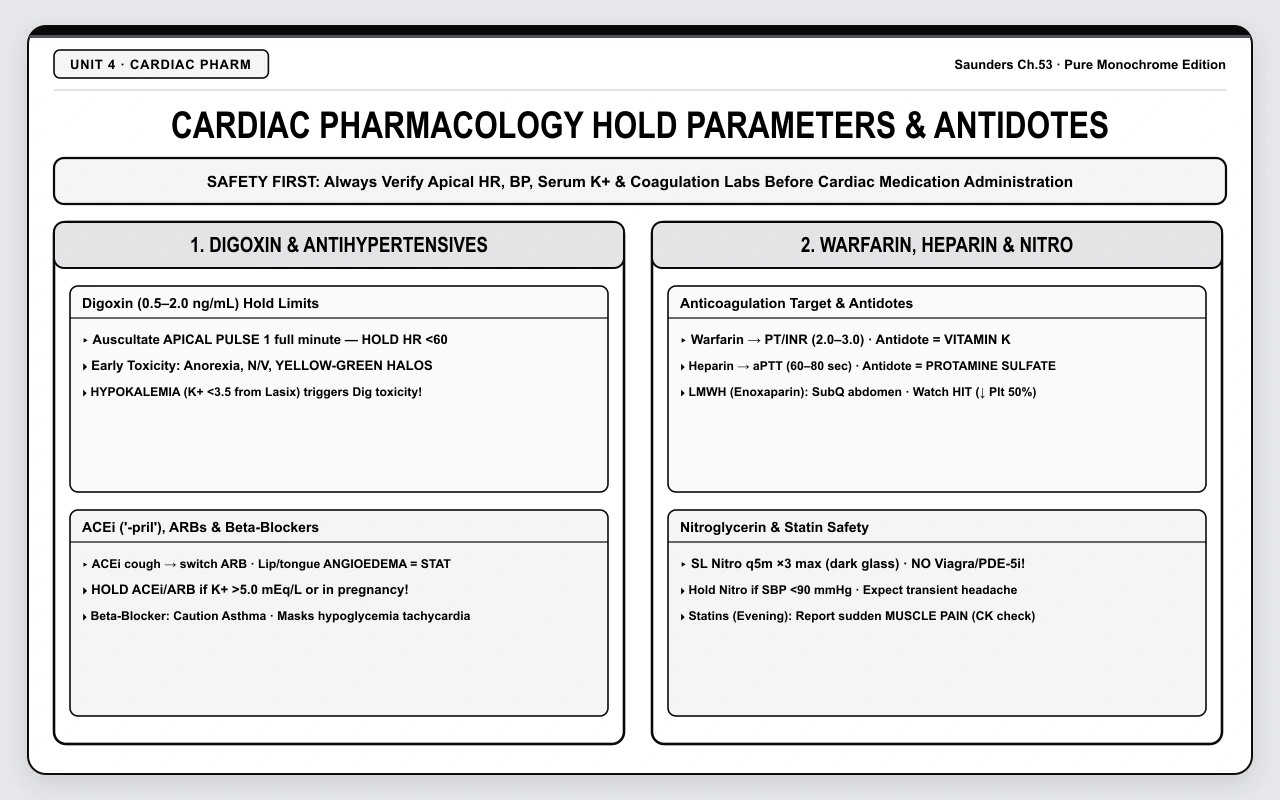 UNIT 4 · CARDIAC PHARM
Saunders Ch.53 · Pure Monochrome Edition
CARDIAC PHARMACOLOGY HOLD PARAMETERS & ANTIDOTES
SAFETY FIRST: Always Verify Apical HR, BP, Serum K+ & Coagulation Labs Before Cardiac Medication Administration
1. DIGOXIN & ANTIHYPERTENSIVES
Digoxin (0.5–2.0 ng/mL) Hold Limits
‣ Auscultate APICAL PULSE 1 full minute — HOLD HR <60
‣ Early Toxicity: Anorexia, N/V, YELLOW-GREEN HALOS
‣ HYPOKALEMIA (K+ <3.5 from Lasix) triggers Dig toxicity!
ACEi ('-pril'), ARBs & Beta-Blockers
‣ ACEi cough → switch ARB · Lip/tongue ANGIOEDEMA = STAT
‣ HOLD ACEi/ARB if K+ >5.0 mEq/L or in pregnancy!
‣ Beta-Blocker: Caution Asthma · Masks hypoglycemia tachycardia
2. WARFARIN, HEPARIN & NITRO
Anticoagulation Target & Antidotes
‣ Warfarin → PT/INR (2.0–3.0) · Antidote = VITAMIN K
‣ Heparin → aPTT (60–80 sec) · Antidote = PROTAMINE SULFATE
‣ LMWH (Enoxaparin): SubQ abdomen · Watch HIT (↓ Plt 50%)
Nitroglycerin & Statin Safety
‣ SL Nitro q5m ×3 max (dark glass) · NO Viagra/PDE-5i!
‣ Hold Nitro if SBP <90 mmHg · Expect transient headache
‣ Statins (Evening): Report sudden MUSCLE PAIN (CK check)